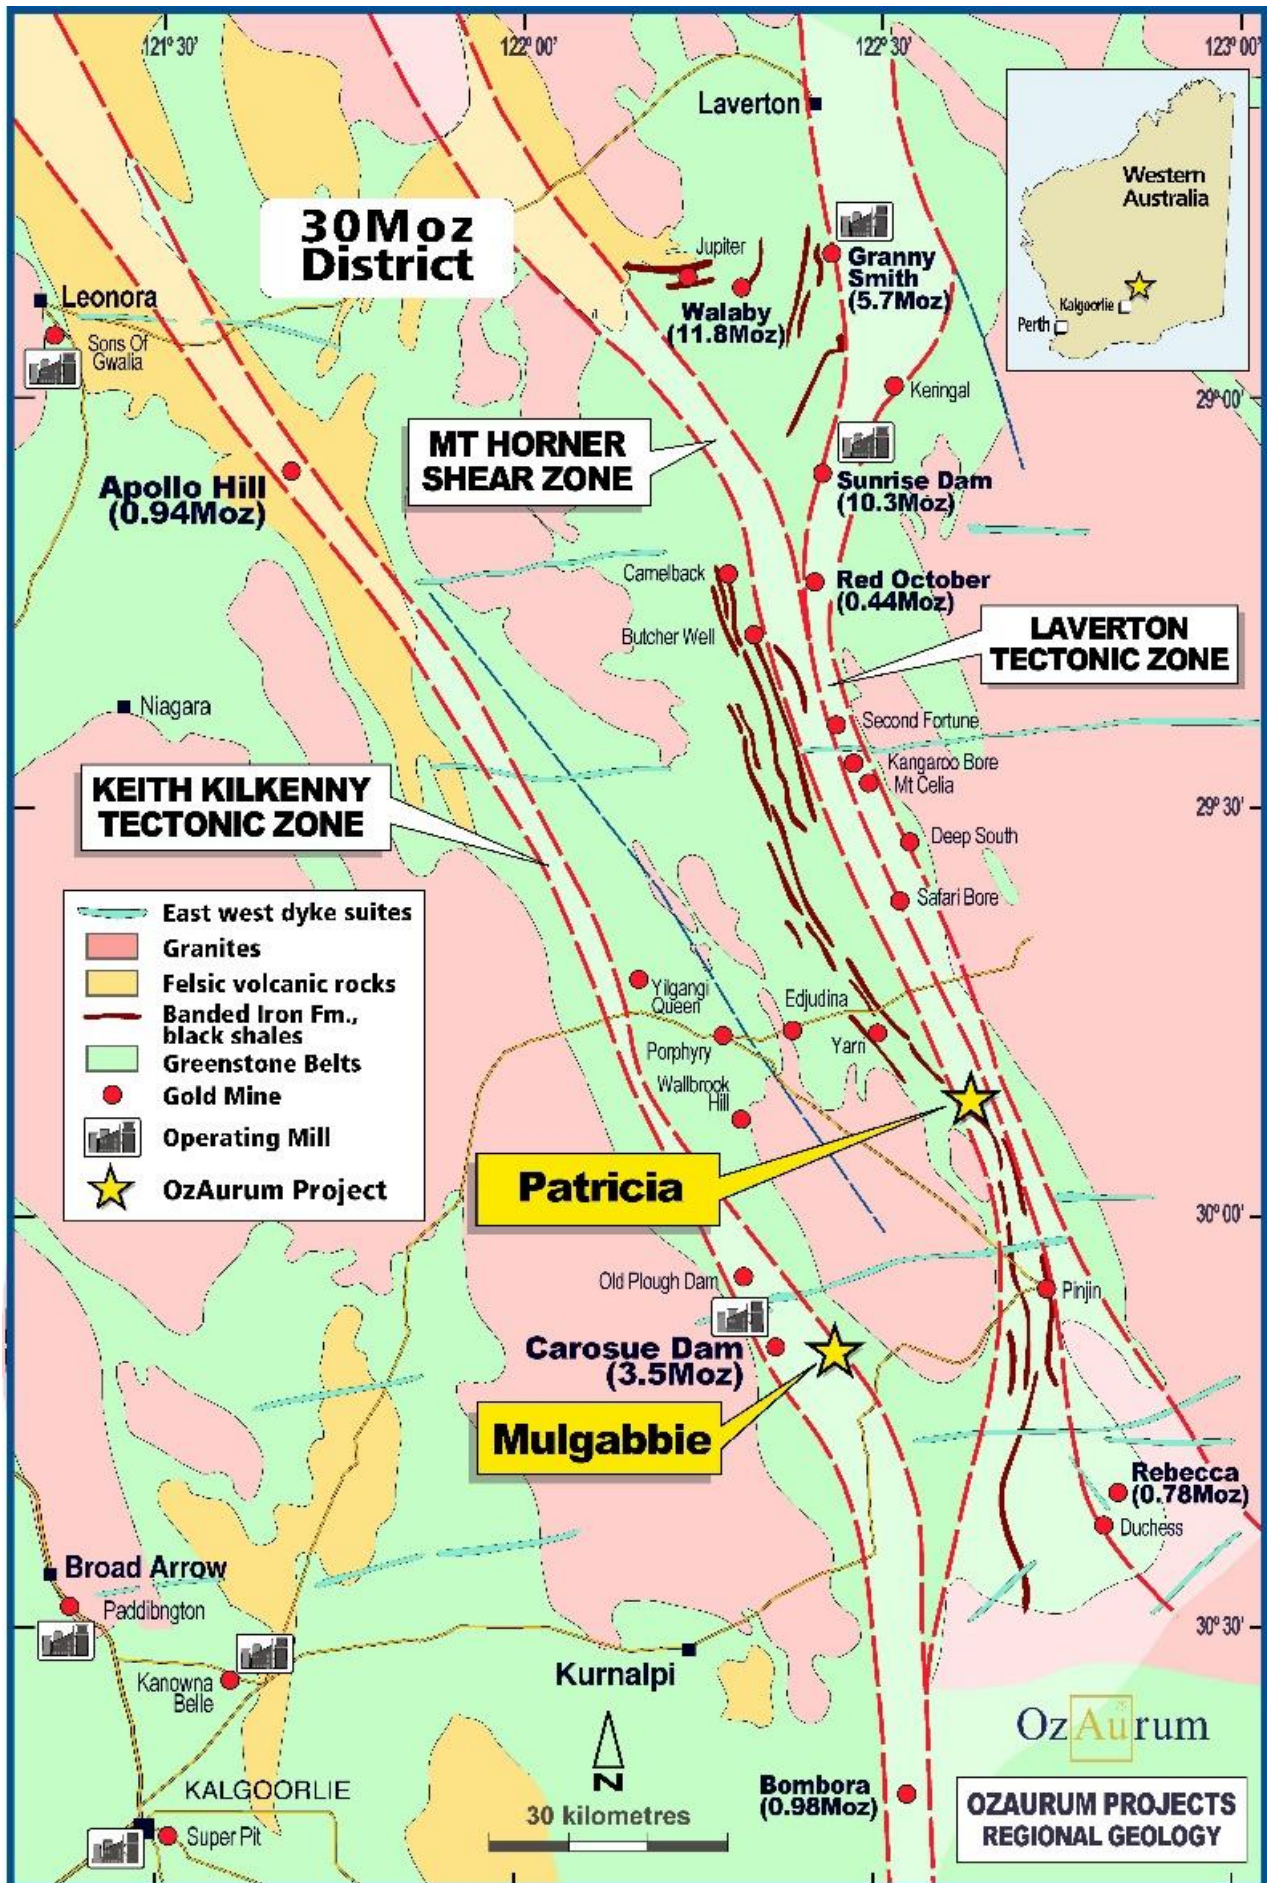 121° 30'
122° 00'
122° 30'
123° 00'
Laverton
Western
Australia
Kalgoorlie
Perth
30Moz
District
Jupiter
Granny
Smith
(5.7Moz)
Walaby
(11.8Moz)
Leonora
Sons Of
Gwalia
Keringal
29° 00'
MT HORNER
SHEAR ZONE
Sunrise Dam
(10.3Moz)
Apollo Hill
(0.94Moz)
Camelback
Red October
(0.44Moz)
Butcher Well
LAVERTON
TECTONIC ZONE
Niagara
Second Fortune
Kangaroo Bore
Mt Celia
KEITH KILKENNY
TECTONIC ZONE
29° 30'
Deep South
Safari Bore
East west dyke suites
Granites
Felsic volcanic rocks
Banded Iron Fm.,
black shales
Greenstone Belts
Gold Mine
Operating Mill
OzAurum Project
Yilgangi
Queen
Edjudina
Porphyry
Yarri
Wallbrook
Hill
Patricia
30° 00'
Old Plough Dam
Pinjin
Carosue Dam
(3.5Moz)
Mulgabbie
Rebecca
(0.78Moz)
Duchess
Broad Arrow
Paddibngton
30° 30'
Kanowna
Belle
Kurnalpi
N
OzAurum
KALGOORLIE
Super Pit
30 kilometres
Bombora
(0.98Moz)
OZAURUM PROJECTS
REGIONAL GEOLOGY